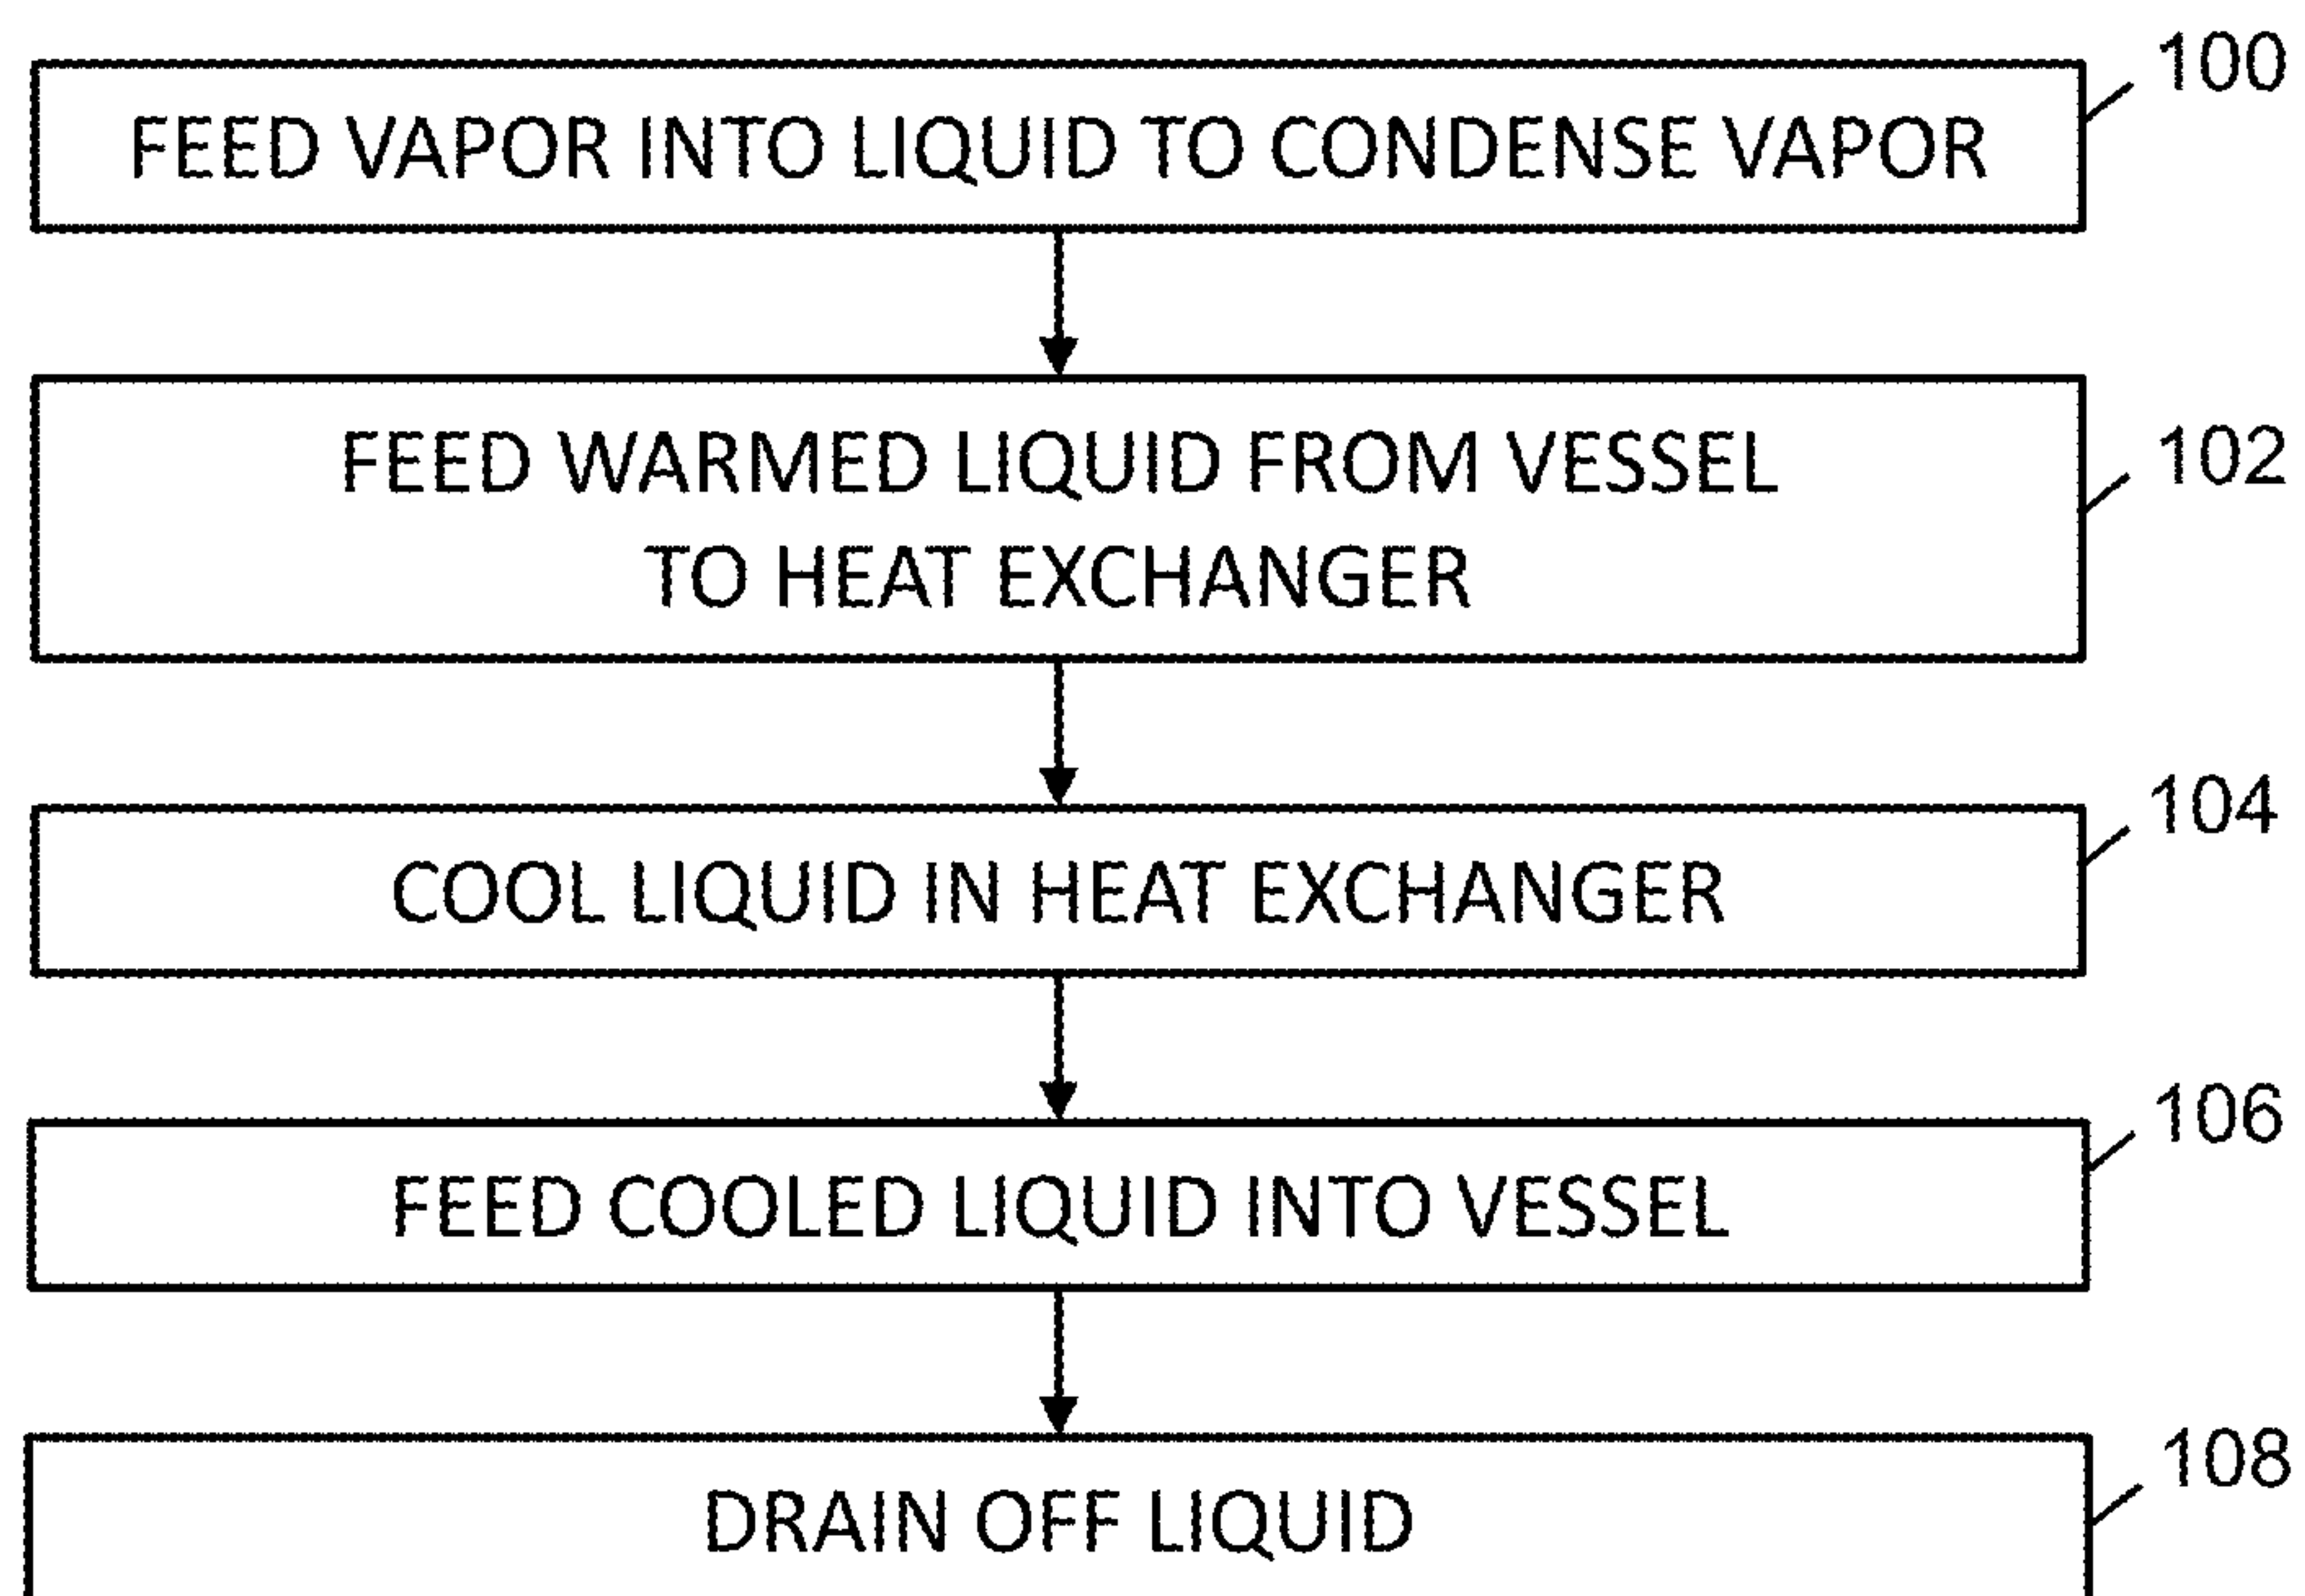 100
FEED VAPOR INTO LIQUID TO CONDENSE VAPOR
102
FEED WARMED LIQUID FROM VESSEL
TO HEAT EXCHANGER
104
COOL LIQUID IN HEAT EXCHANGER
106
FEED COOLED LIQUID INTO VESSEL
108
DRAIN OFF LIQUID